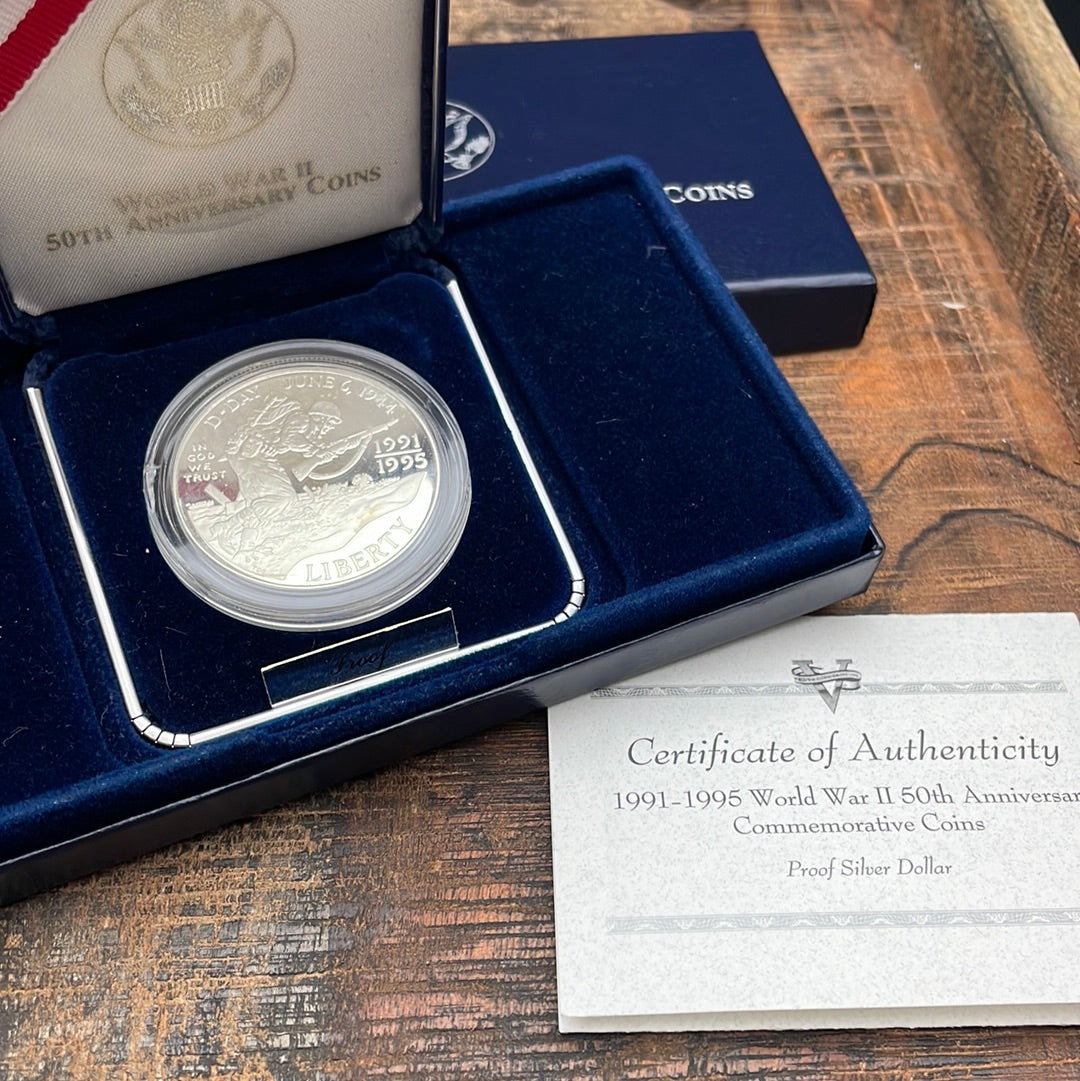 WORLD WAR II
50TH ANNIVERSARY COINS
COINS
D-DAY JUNE 6, 1944
IN
GOD
WE
TRUST
1991
1995
LIBERTY
Proof
V
Certificate of Authenticity
1991-1995 World War II 50th Anniversar
Commemorative Coins
Proof Silver Dollar